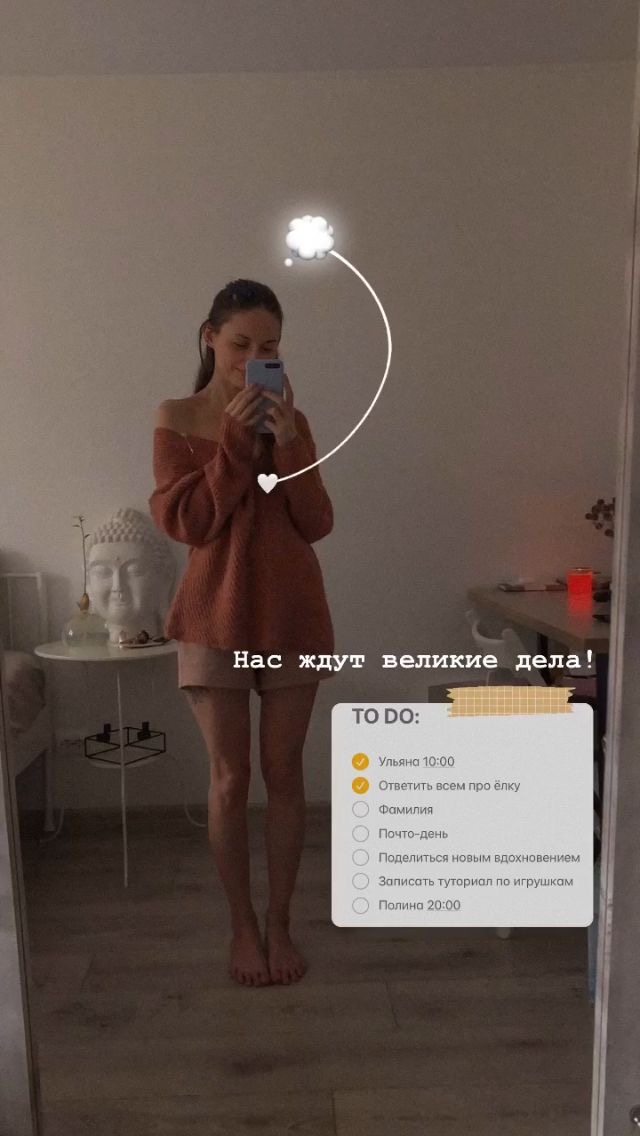 Нас ждут великие дела!
TO DO:
Ульяна 10:00
Ответить всем про ёлку
Фамилия
Почто-день
Поделиться новым вдохновением
Записать туториал по игрушкам
Полина 20:00